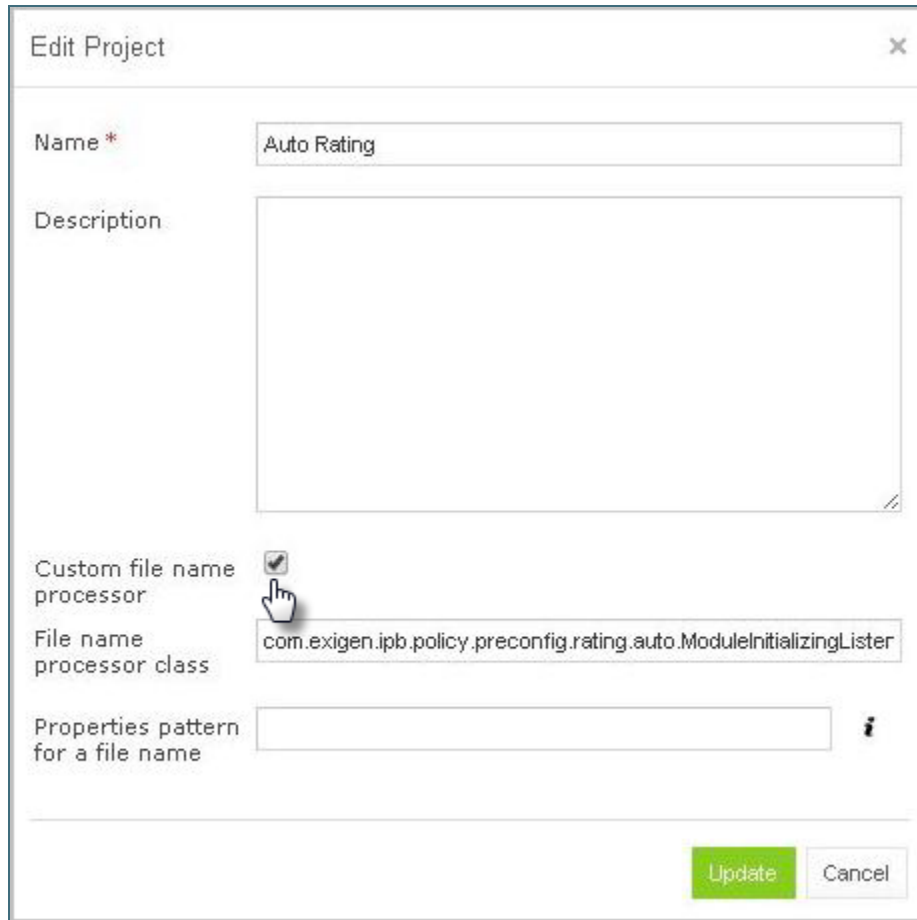 Edit Project
Name *
Auto Rating
Description
Custom file name
processor
File name
processor class
com.exigen.ipb.policy.preconfig.rating.auto.ModuleInitializingLister
Properties pattern
for a file name
i
Update
Cancel